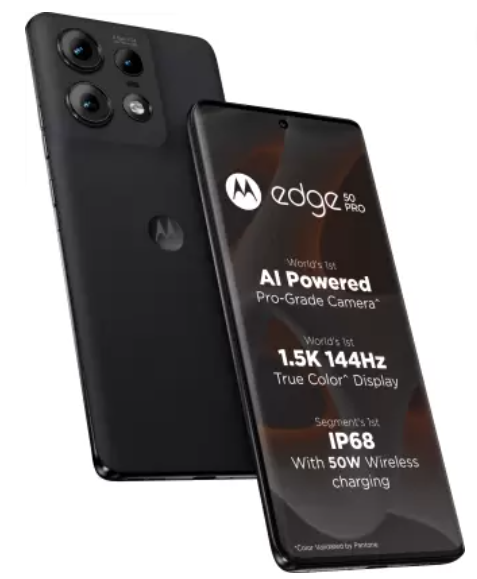 edge 50 PRO
World's 1st
AI Powered
Pro-Grade Camera^
World's 1st
1.5K 144Hz
True Color^ Display
Segment's 1st
IP68
With 50W Wireless
charging
^Color Validated by Pantone